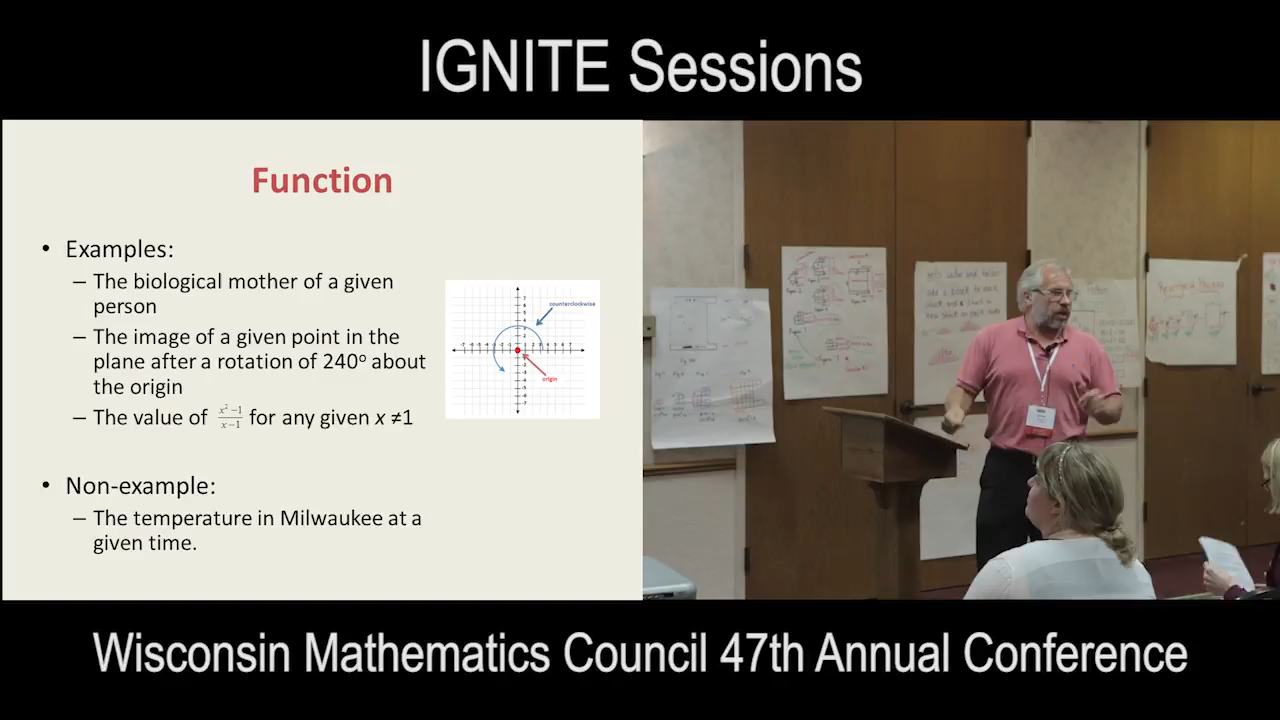 IGNITE Sessions
Function
• Examples:
– The biological mother of a given
person
– The image of a given point in the
plane after a rotation of 240° about
the origin
– The value of (x²−1)/(x−1) for any given x ≠1
counterclockwise
origin
• Non-example:
– The temperature in Milwaukee at a
given time.
Wisconsin Mathematics Council 47th Annual Conference